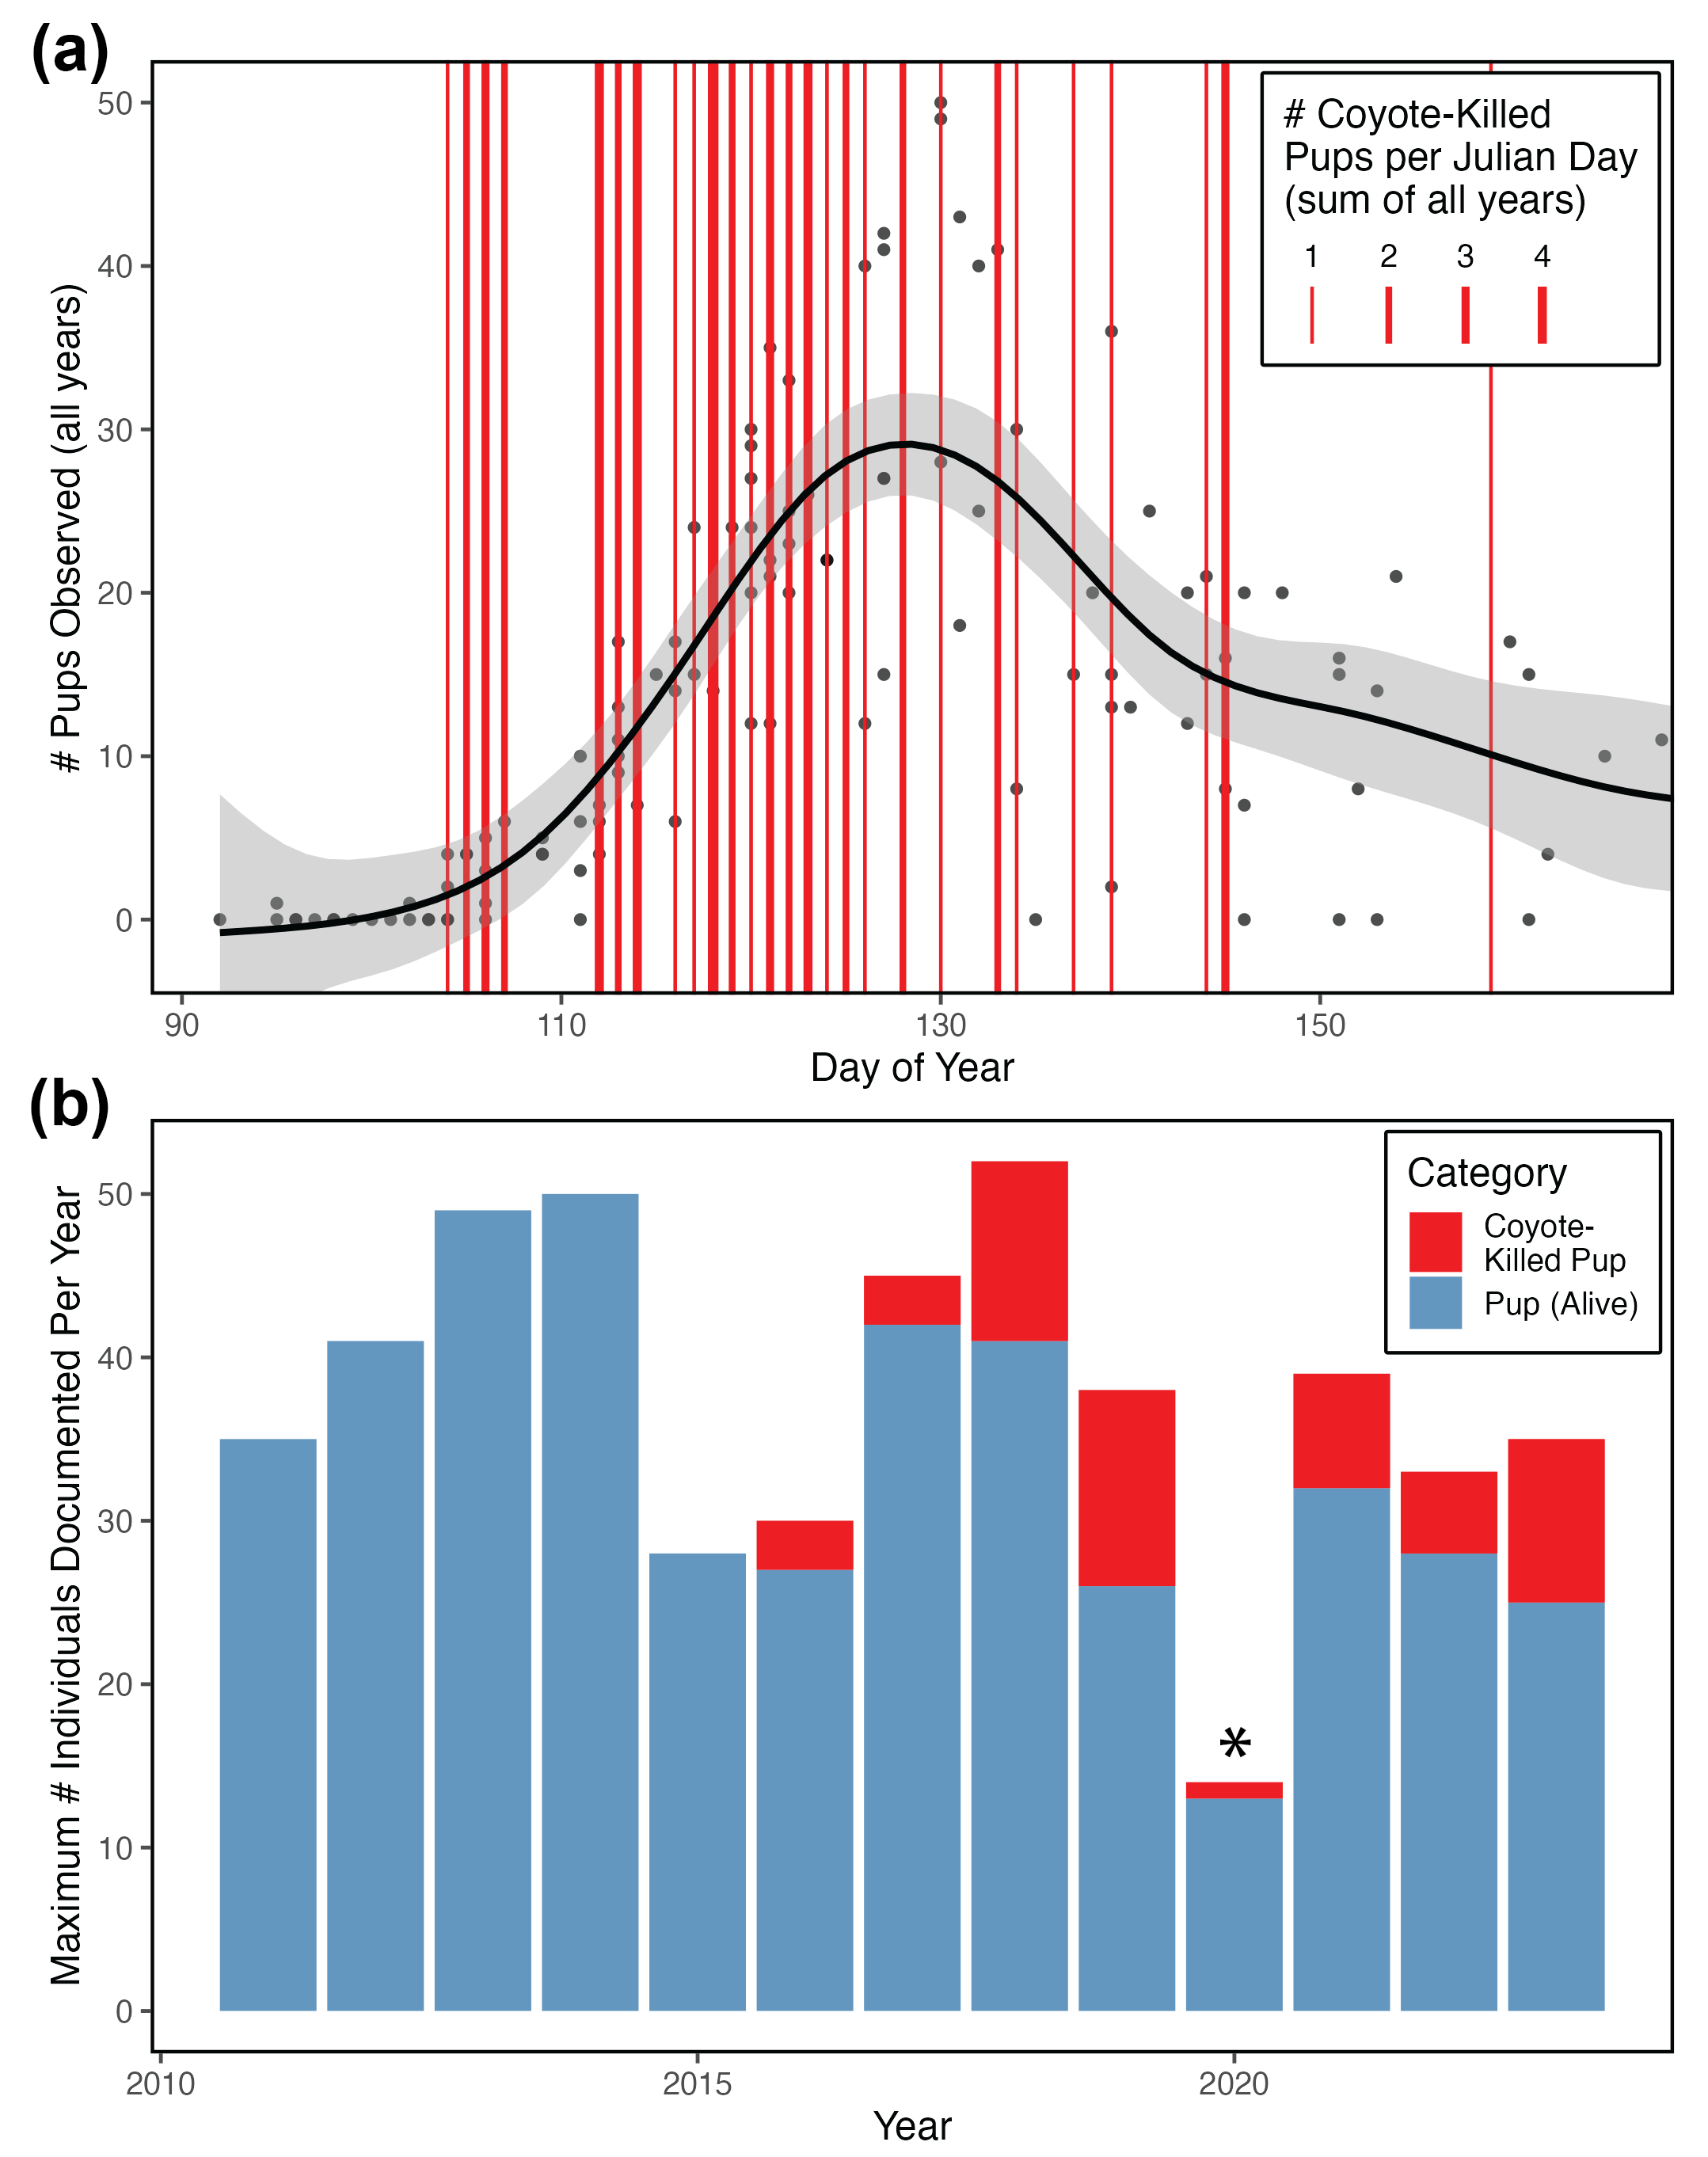 (a)
# Pups Observed (all years)
50
40
30
20
10
0
# Coyote-Killed
Pups per Julian Day
(sum of all years)
1 2 3 4
90 110 130 150
Day of Year
(b)
Maximum # Individuals Documented Per Year
50
40
30
20
10
0
Category
Coyote-
Killed Pup
Pup (Alive)
*
2010 2015 2020
Year